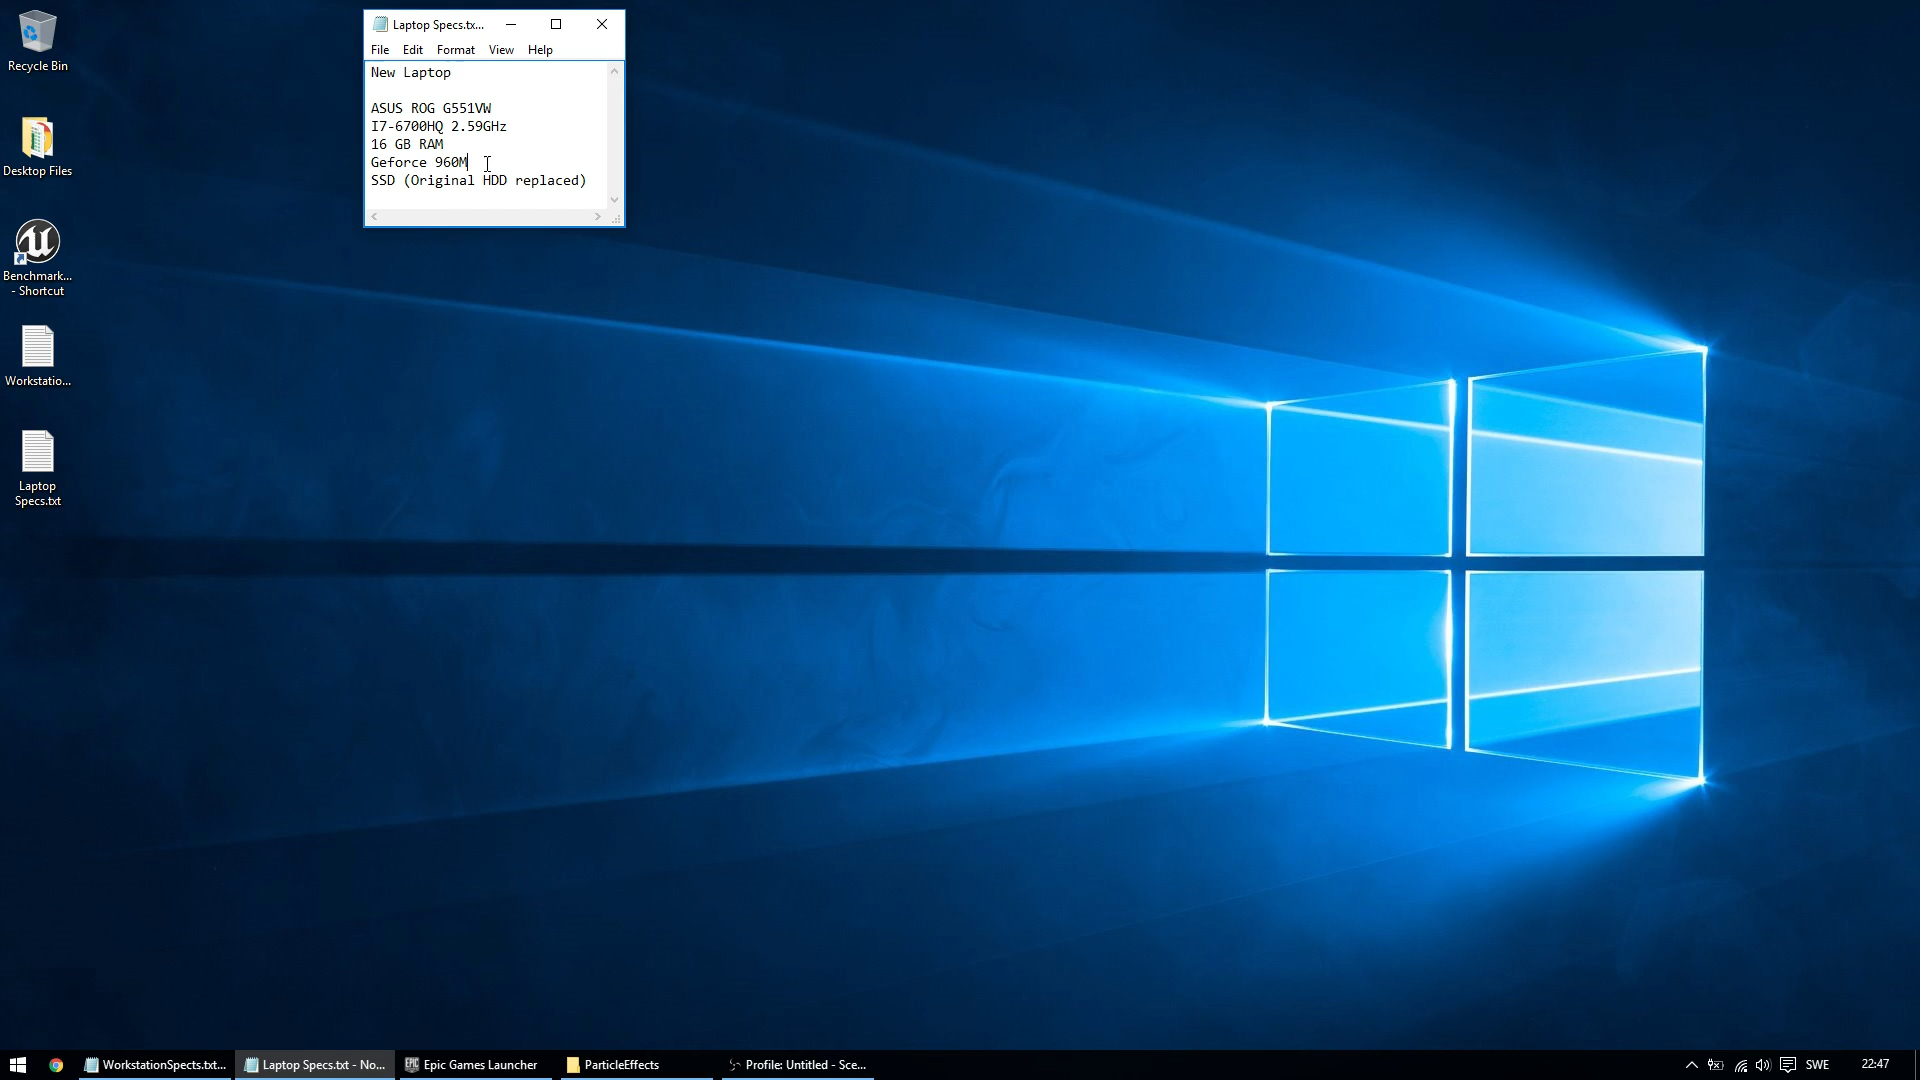 Recycle Bin
Desktop Files
Benchmark...
- Shortcut
Workstatio...
Laptop
Specs.txt
Laptop Specs.tx...
File Edit Format View Help
New Laptop
ASUS ROG G551VW
I7-6700HQ 2.59GHz
16 GB RAM
Geforce 960M
SSD (Original HDD replaced)
WorkstationSpects.txt... Laptop Specs.txt - No... EPIC Epic Games Launcher ParticleEffects Profile: Untitled - Sce... SWE 22:47